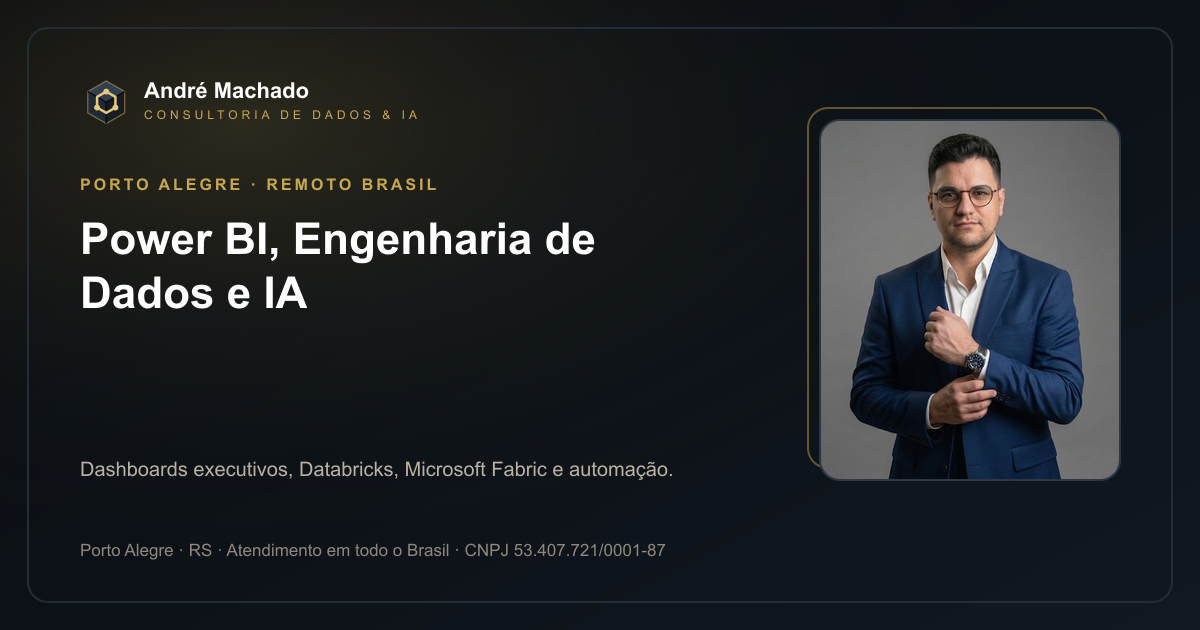 André Machado
CONSULTORIA DE DADOS & IA
PORTO ALEGRE · REMOTO BRASIL
Power BI, Engenharia de
Dados e IA
Dashboards executivos, Databricks, Microsoft Fabric e automação.
Porto Alegre · RS · Atendimento em todo o Brasil · CNPJ 53.407.721/0001-87